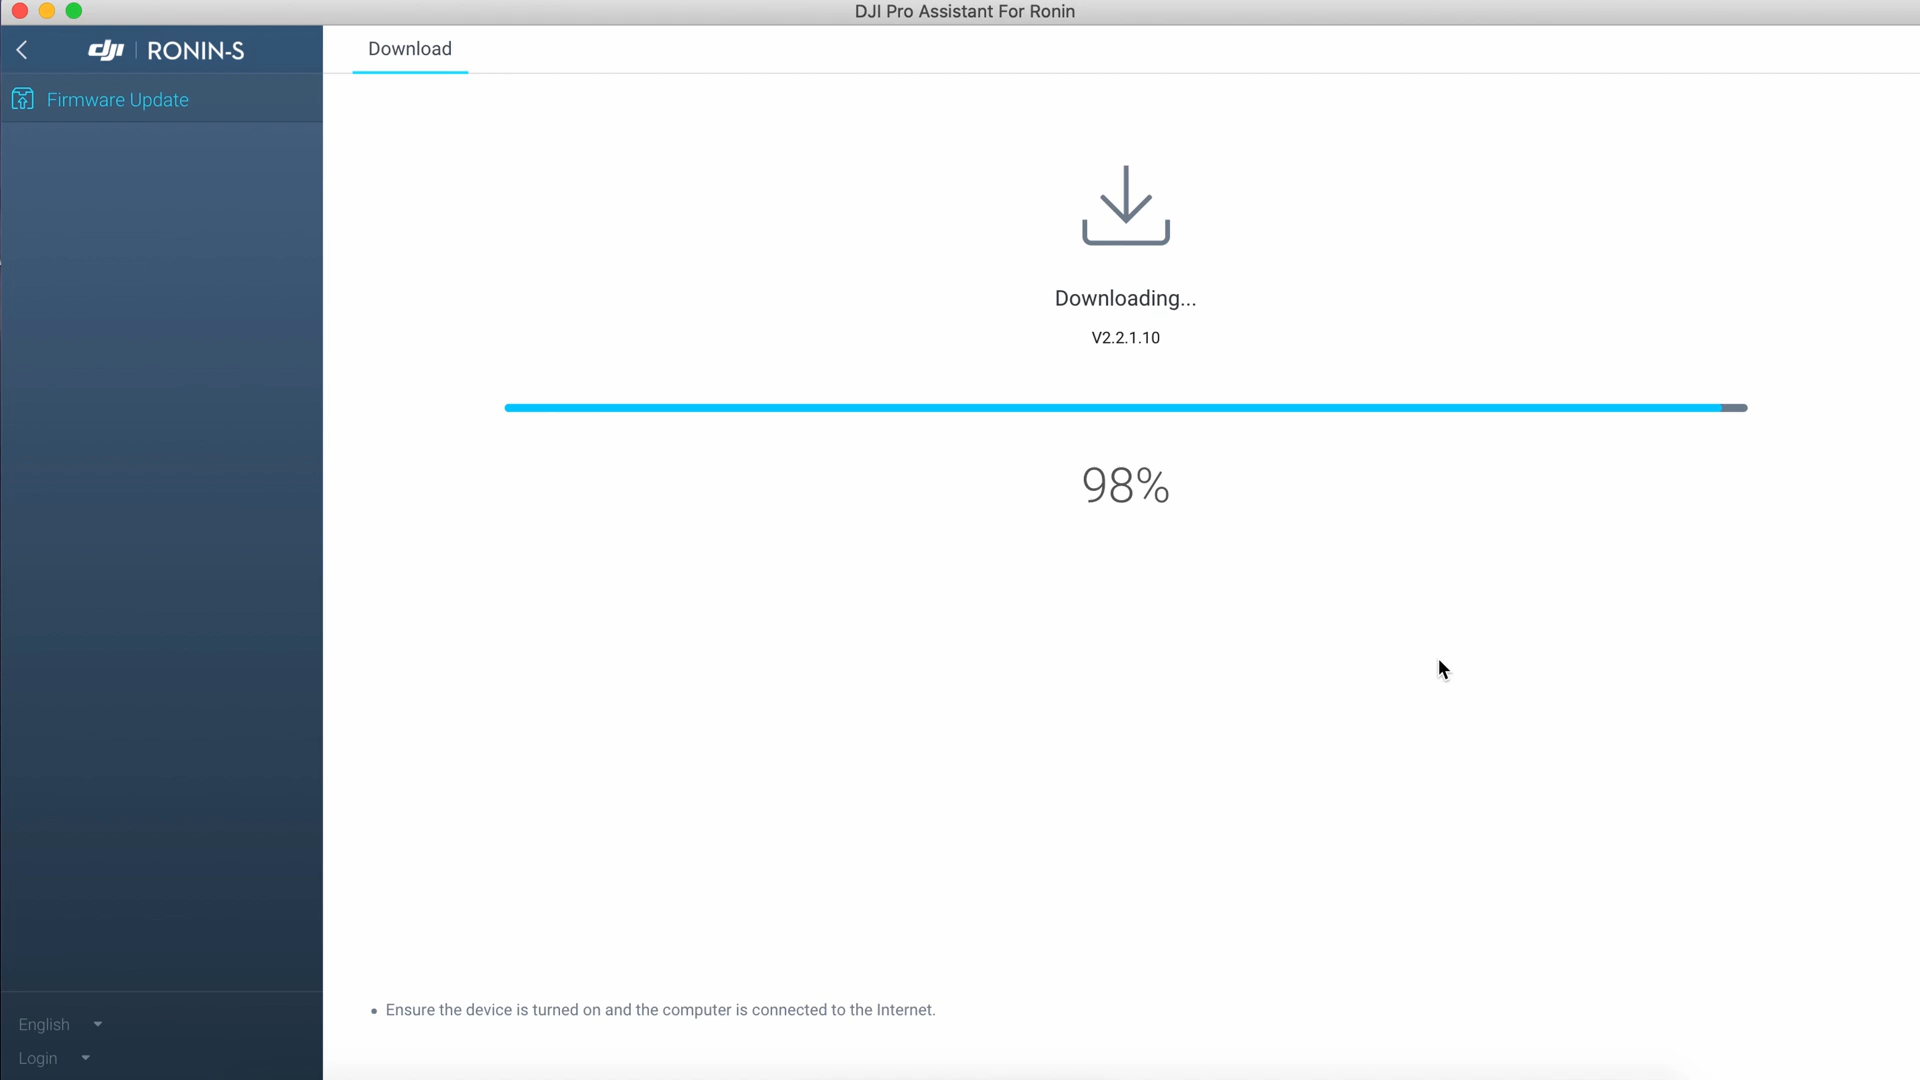 DJI Pro Assistant For Ronin
dji RONIN-S
Download
Firmware Update
Downloading...
V2.2.1.10
98%
Ensure the device is turned on and the computer is connected to the Internet.
English
Login